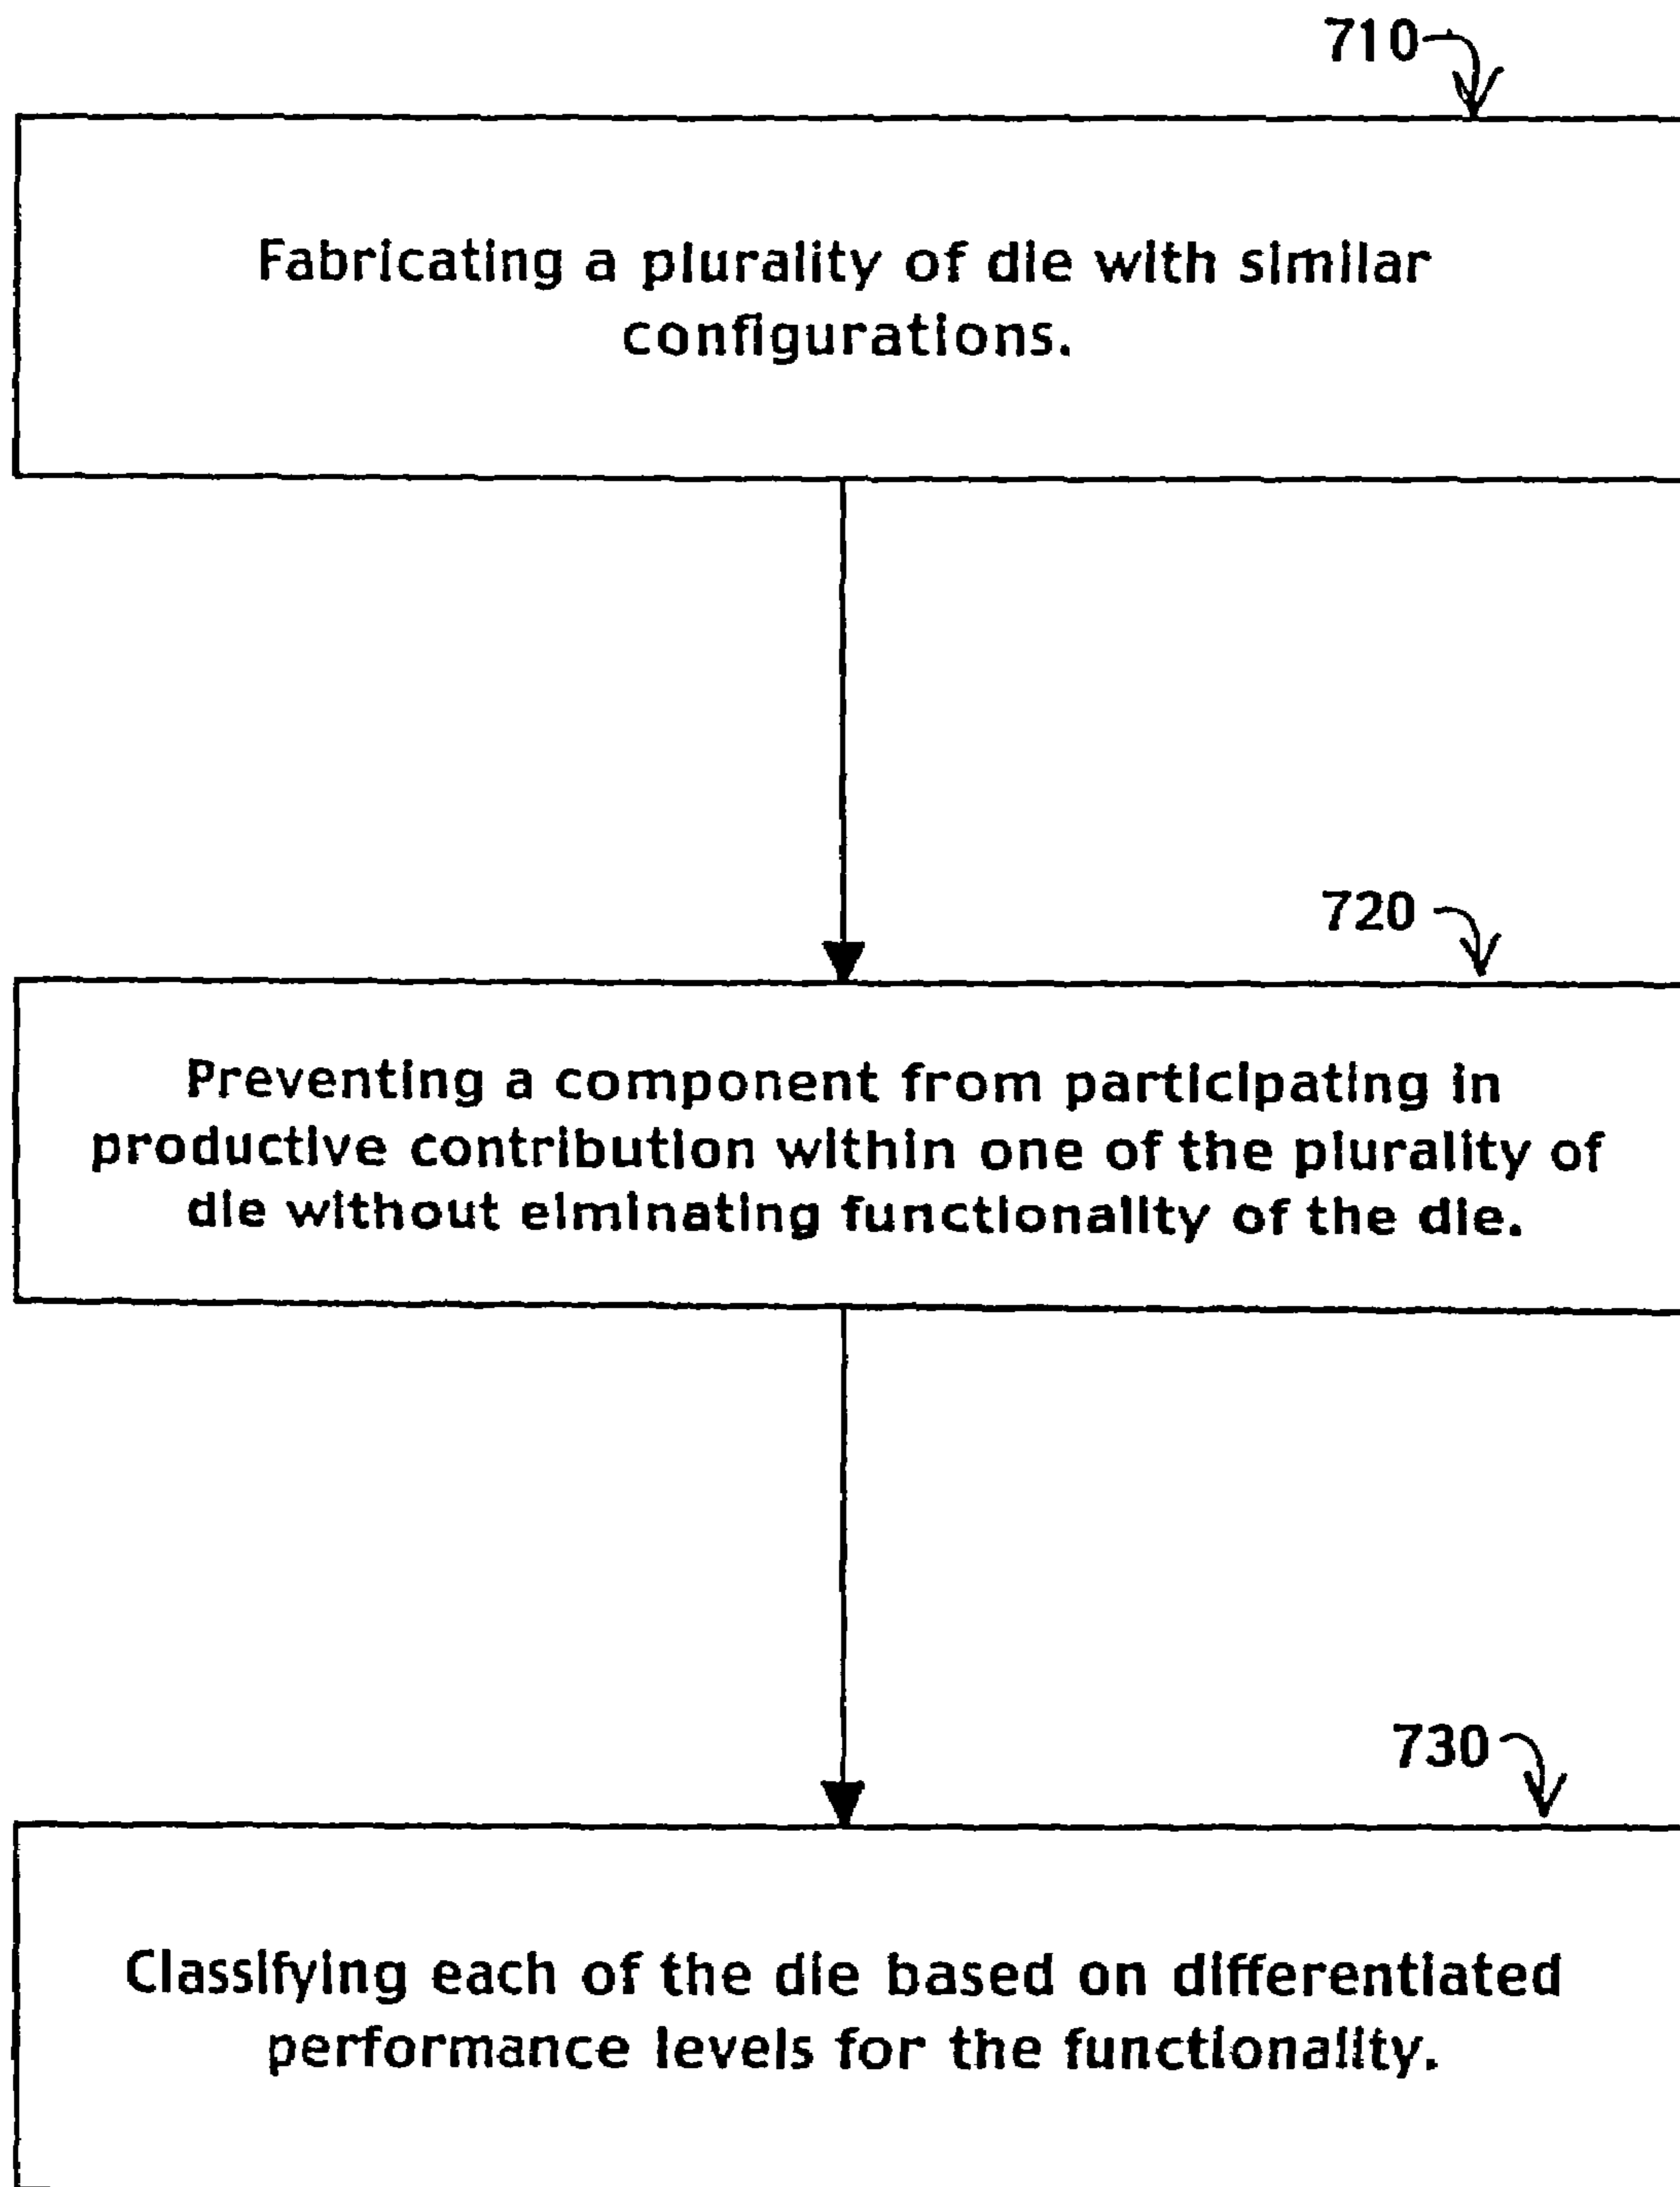 710
Fabricating a plurality of die with similar
configurations.
720
Preventing a component from participating in
productive contribution within one of the plurality of
die without elminating functionality of the die.
730
Classifying each of the die based on differentiated
performance levels for the functionality.